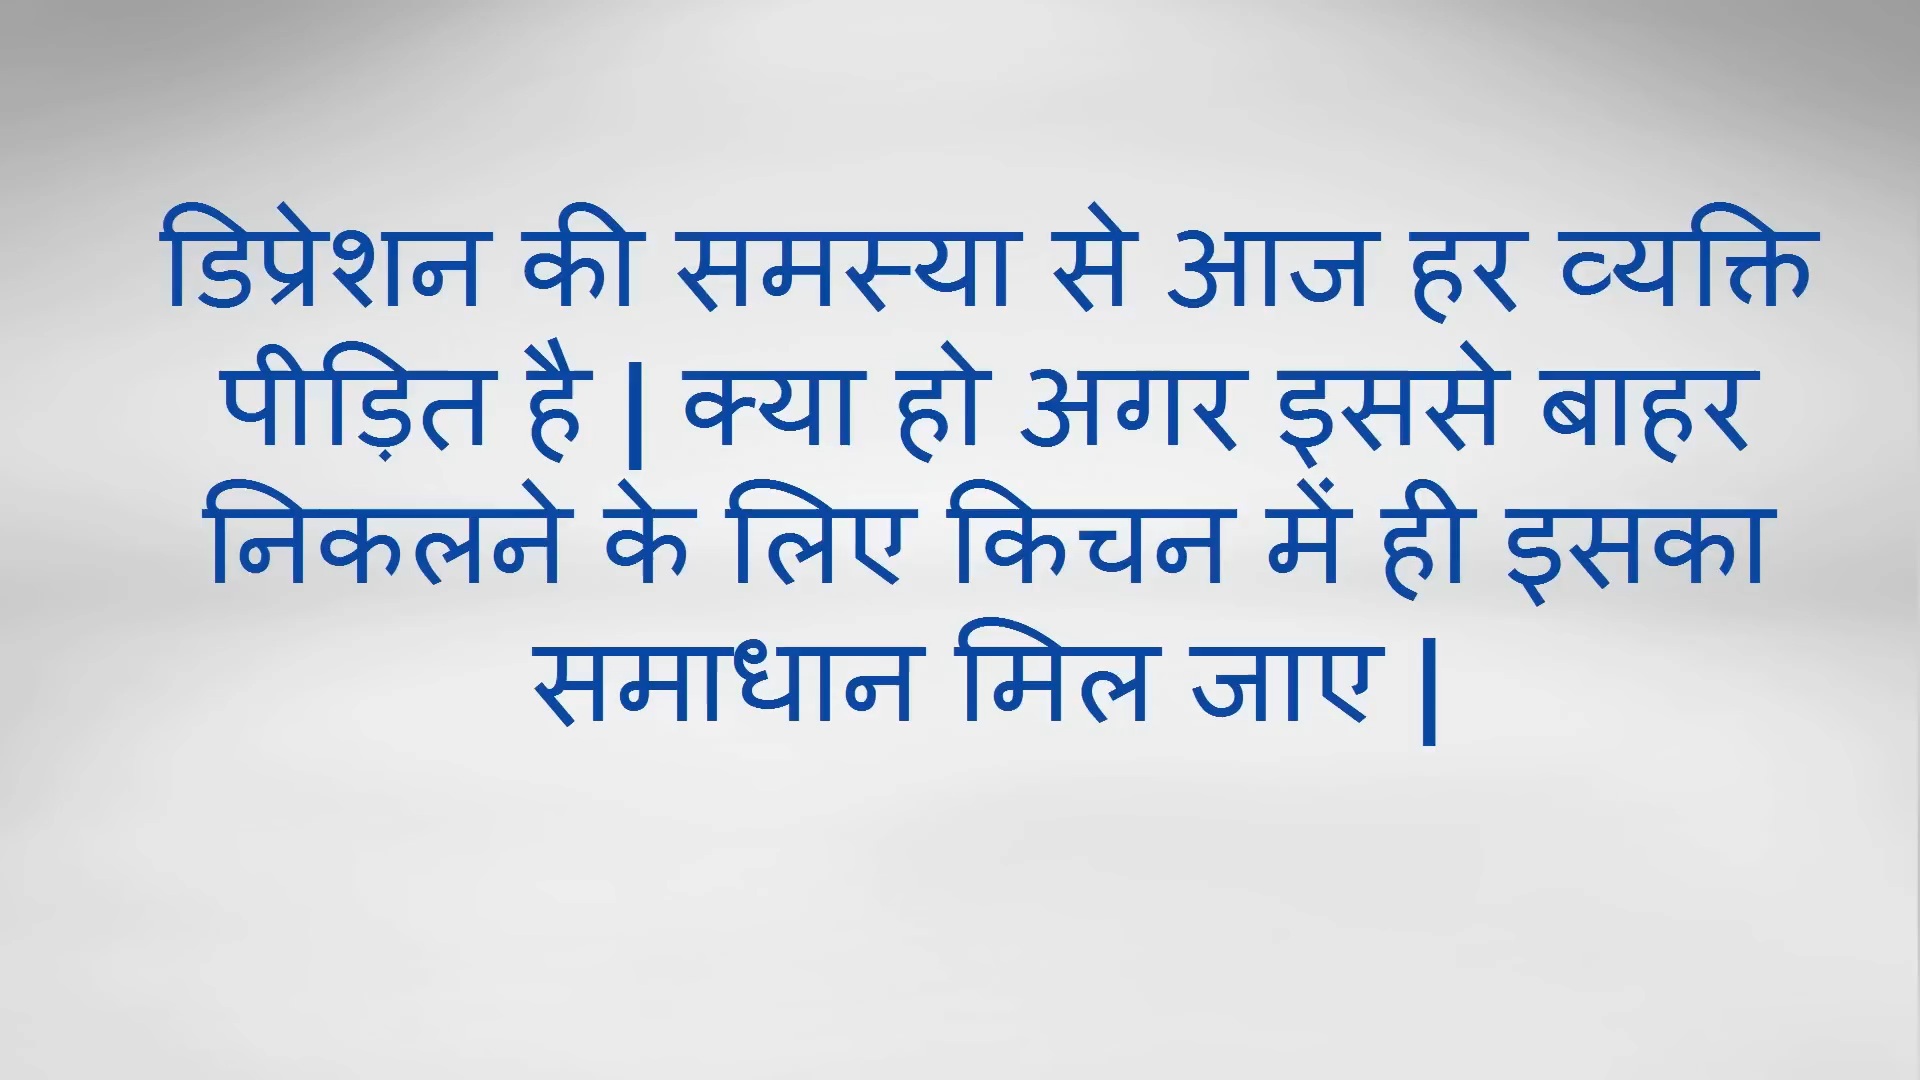 डिप्रेशन की समस्या से आज हर व्यक्ति
पीड़ित है | क्या हो अगर इससे बाहर
निकलने के लिए किचन में ही इसका
समाधान मिल जाए |